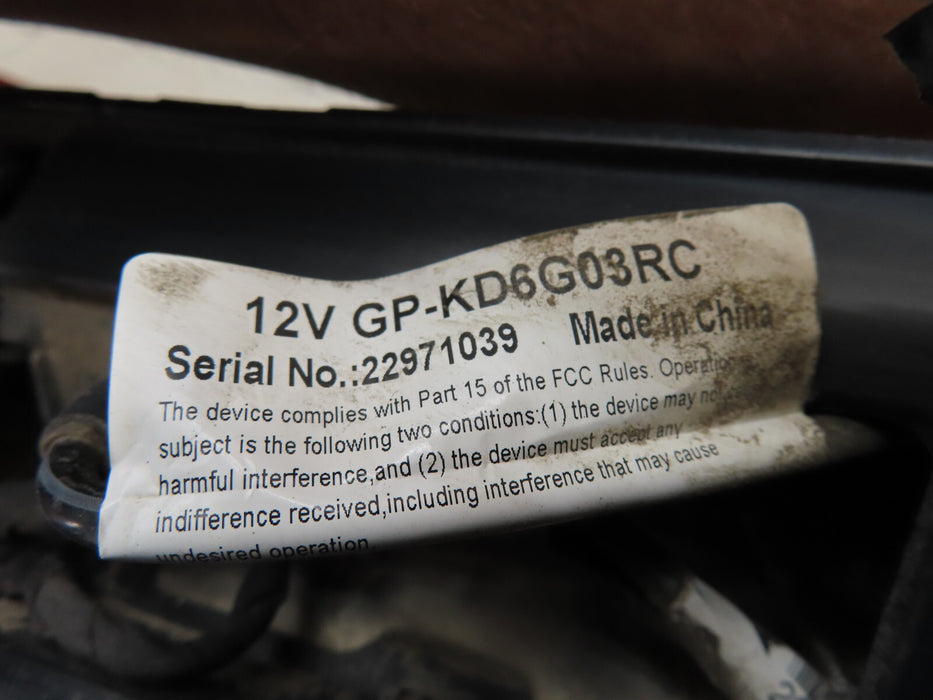 12V GP-KD6G03RC
Serial No.:22971039 Made in China
The device complies with Part 15 of the FCC Rules. Operation
subject is the following two conditions:(1) the device may not
harmful interference,and (2) the device must accept any
indifference received,including interference that may cause
undesired operation.